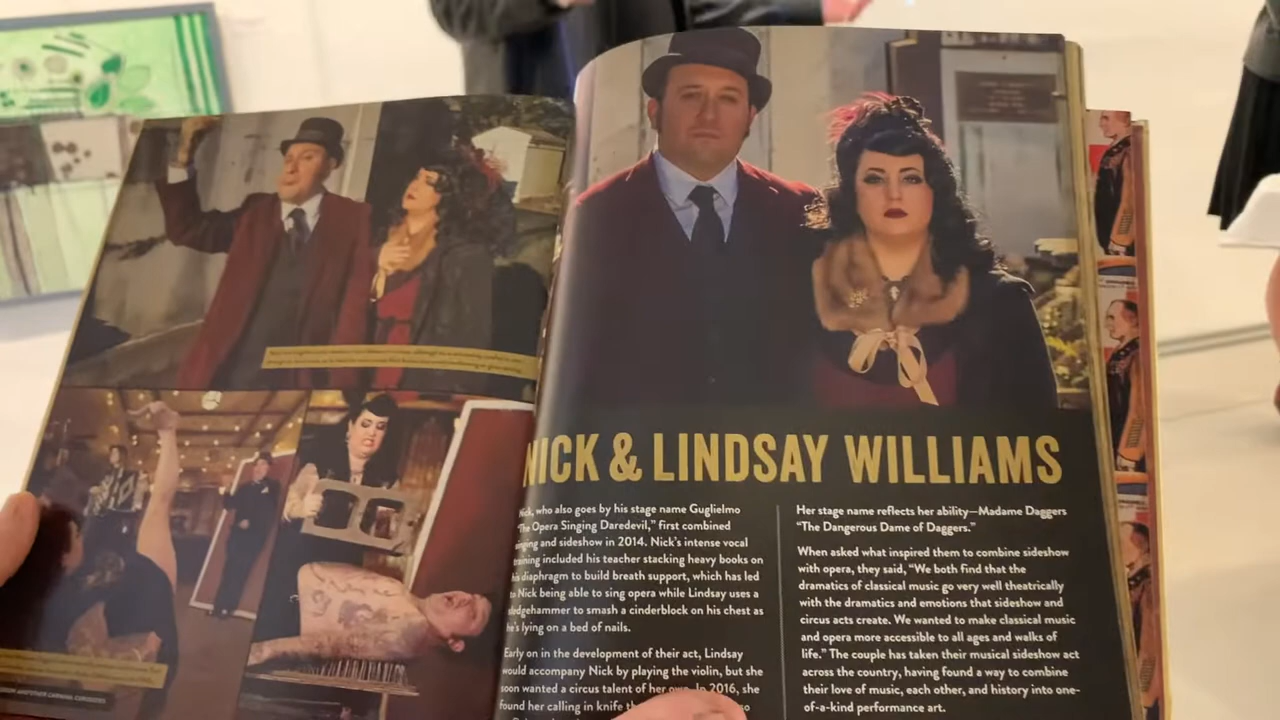 NICK & LINDSAY WILLIAMS
Nick, who also goes by his stage name Guglielmo
"The Opera Singing Daredevil," first combined
singing and sideshow in 2014. Nick's intense vocal
training included his teacher stacking heavy books on
his diaphragm to build breath support, which has led
to Nick being able to sing opera while Lindsay uses a
sledgehammer to smash a cinderblock on his chest as
he's lying on a bed of nails.
Early on in the development of their act, Lindsay
would accompany Nick by playing the violin, but she
soon wanted a circus talent of her own. In 2016, she
found her calling in knife
Her stage name reflects her ability—Madame Daggers
"The Dangerous Dame of Daggers."
When asked what inspired them to combine sideshow
with opera, they said, "We both find that the
dramatics of classical music go very well theatrically
with the dramatics and emotions that sideshow and
circus acts create. We wanted to make classical music
and opera more accessible to all ages and walks of
life." The couple has taken their musical sideshow act
across the country, having found a way to combine
their love of music, each other, and history into one-
of-a-kind performance art.